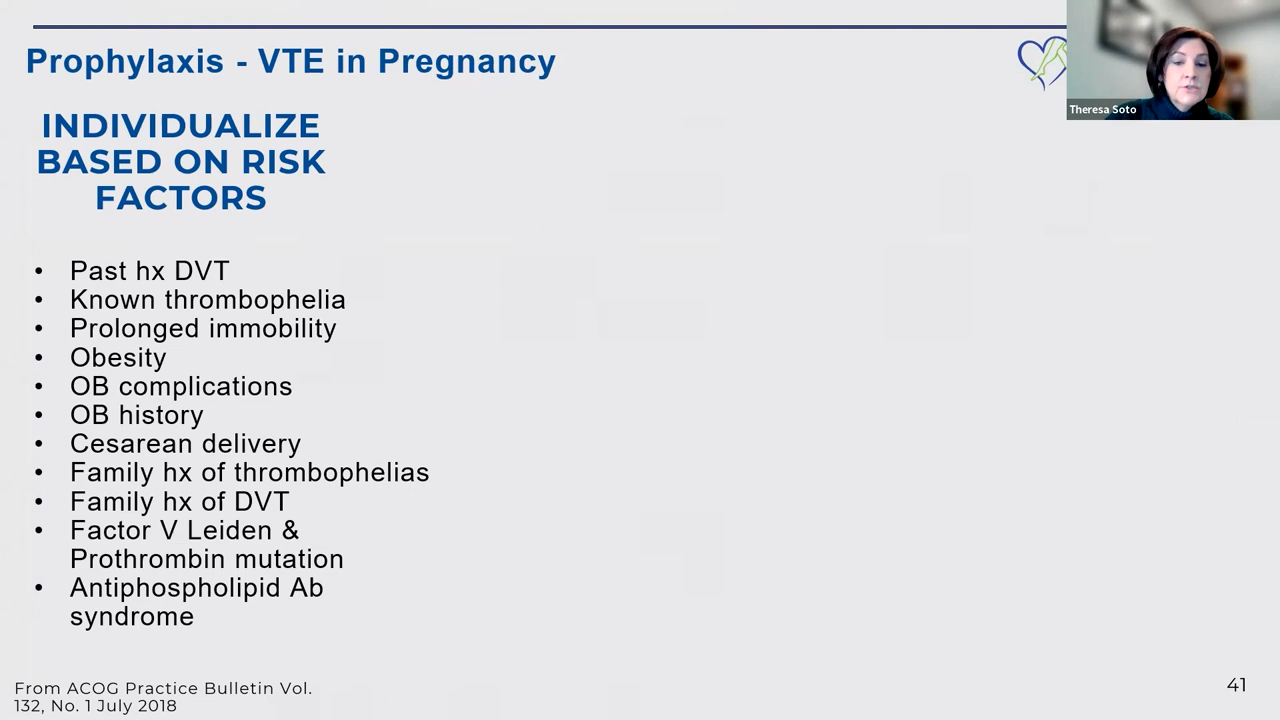 Prophylaxis - VTE in Pregnancy
Theresa Soto
INDIVIDUALIZE
BASED ON RISK
FACTORS
• Past hx DVT
• Known thrombophelia
• Prolonged immobility
• Obesity
• OB complications
• OB history
• Cesarean delivery
• Family hx of thrombophelias
• Family hx of DVT
• Factor V Leiden &
Prothrombin mutation
• Antiphospholipid Ab
syndrome
From ACOG Practice Bulletin Vol.
132, No. 1 July 2018
41